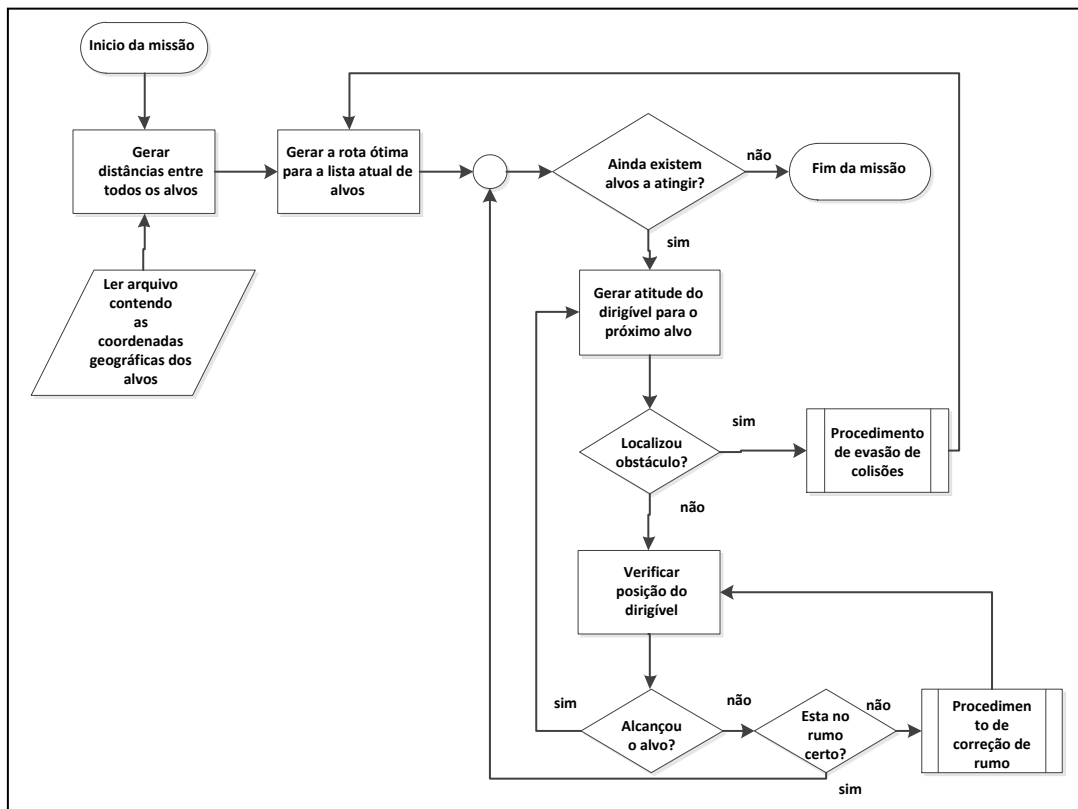 Inicio da missão
Gerar
distâncias entre
todos os alvos
Ler arquivo
contendo
as
coordenadas
geográficas dos
alvos
Gerar a rota ótima
para a lista atual de
alvos
Ainda existem
alvos a atingir?
não
Fim da missão
sim
Gerar atitude do
dirigível para o
próximo alvo
Localizou
obstáculo?
sim
Procedimento
de evasão de
colisões
não
Verificar
posição do
dirigível
sim
Alcançou
o alvo?
não
Esta no
rumo
certo?
não
Procedimen
to de
correção de
rumo
sim